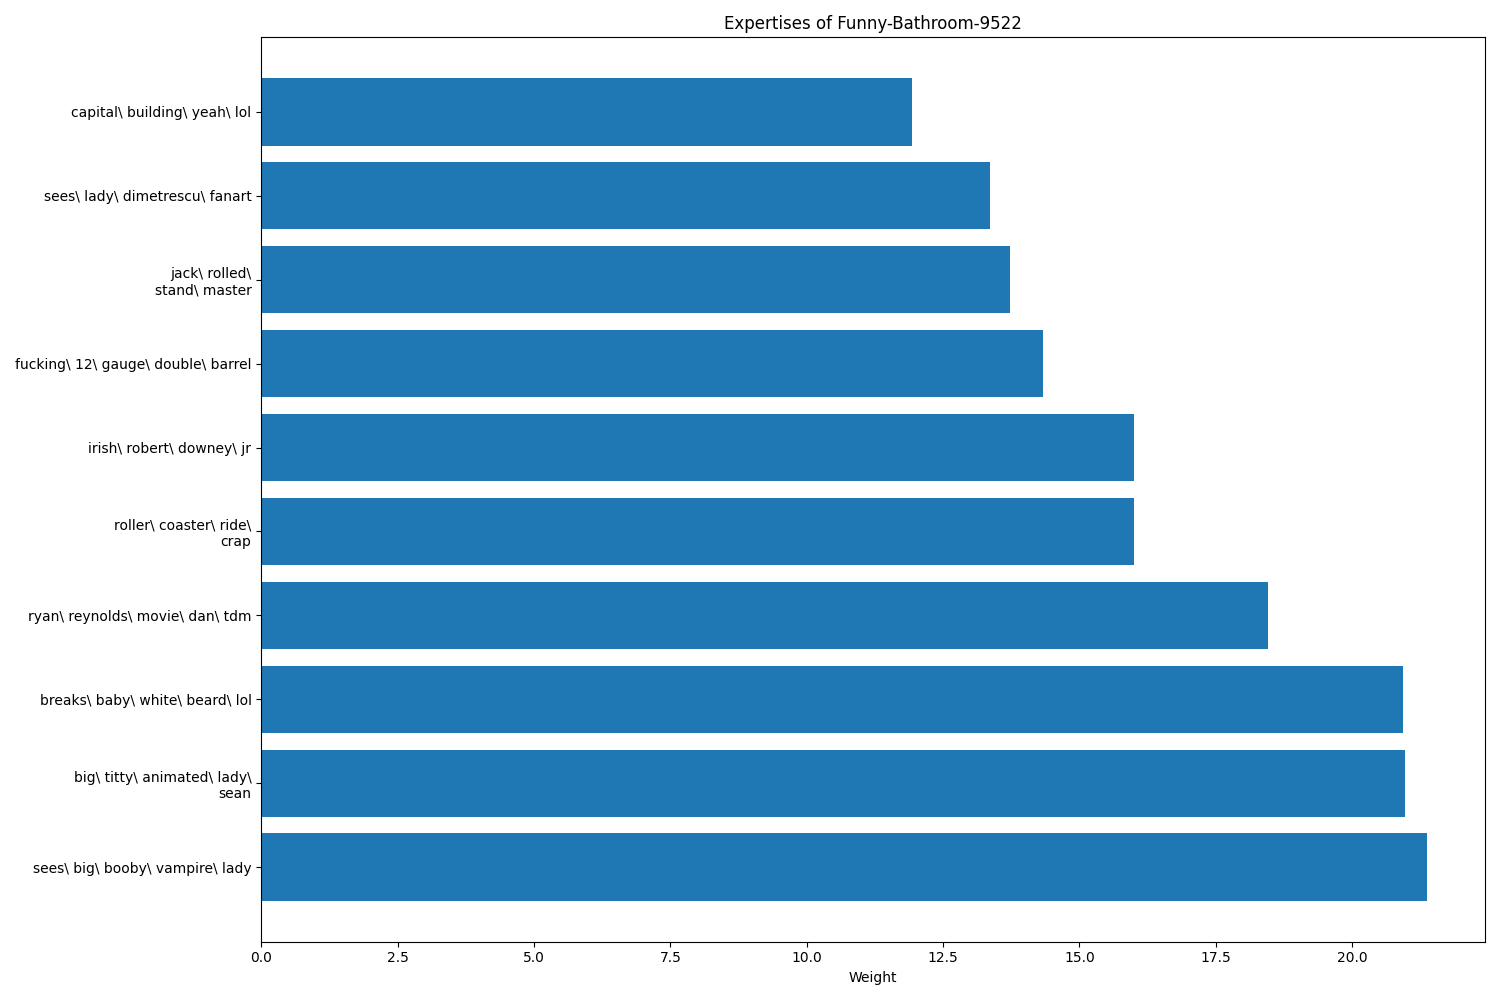 Expertises of Funny-Bathroom-9522
capital\ building\ yeah\ lol
sees\ lady\ dimetrescu\ fanart
jack\ rolled\
stand\ master
fucking\ 12\ gauge\ double\ barrel
irish\ robert\ downey\ jr
roller\ coaster\ ride\
crap
ryan\ reynolds\ movie\ dan\ tdm
breaks\ baby\ white\ beard\ lol
big\ titty\ animated\ lady\
sean
sees\ big\ booby\ vampire\ lady
0.0 2.5 5.0 7.5 10.0 12.5 15.0 17.5 20.0
Weight